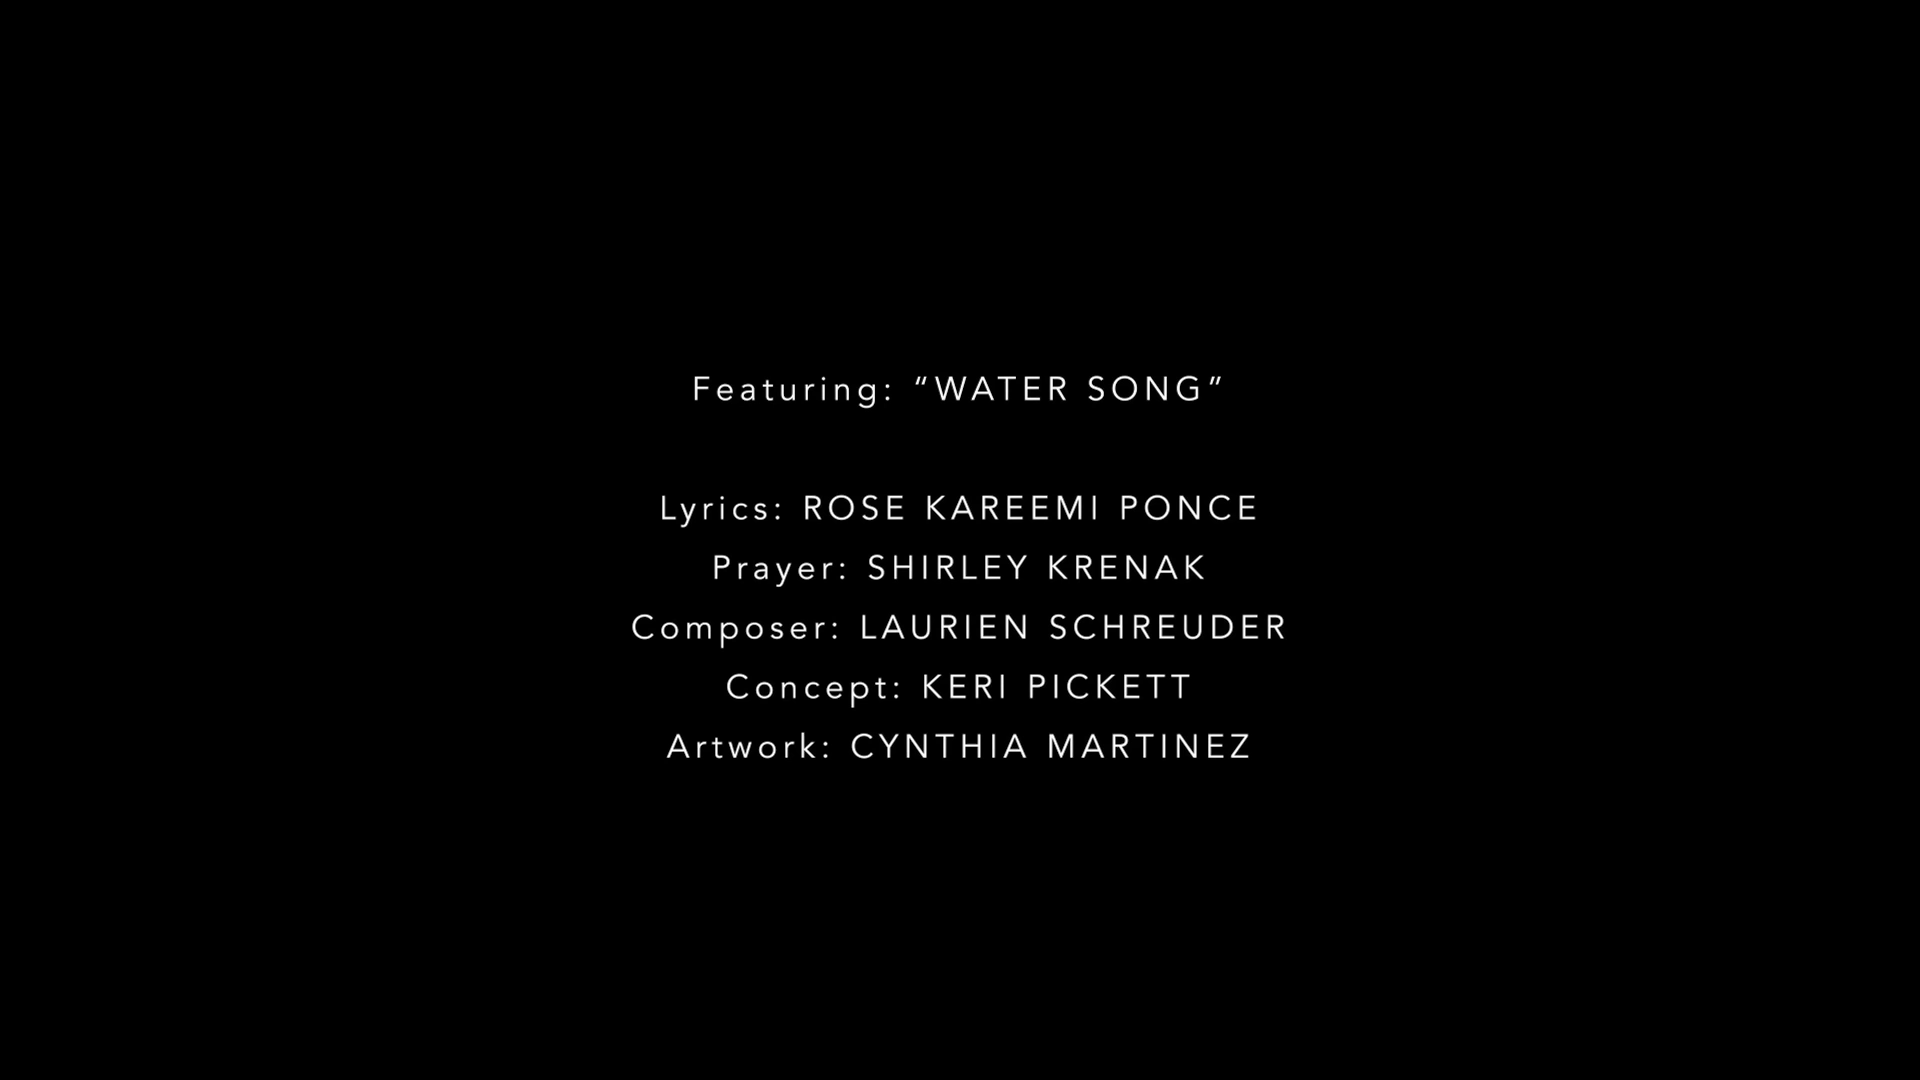 Featuring: “WATER SONG”
Lyrics: ROSE KAREEMI PONCE
Prayer: SHIRLEY KRENAK
Composer: LAURIEN SCHREUDER
Concept: KERI PICKETT
Artwork: CYNTHIA MARTINEZ